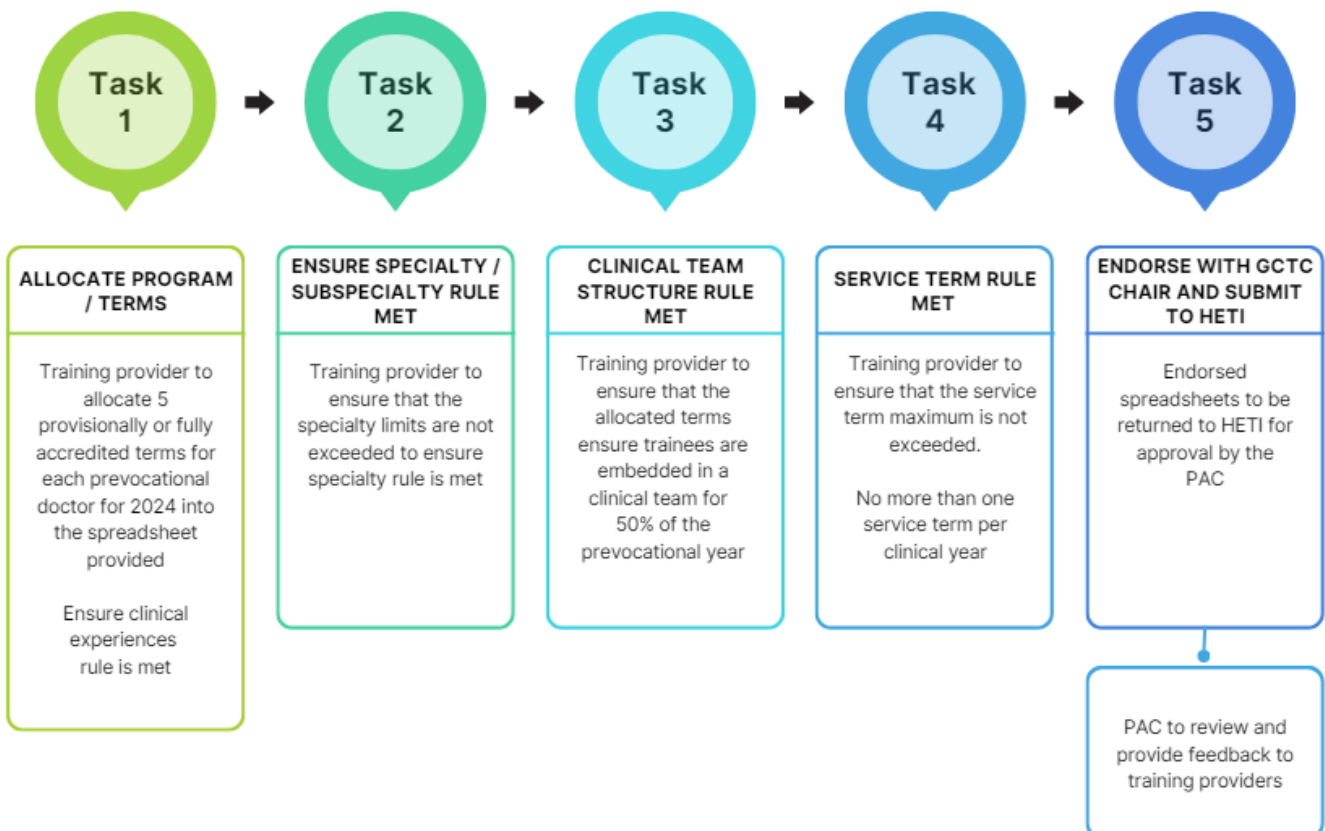 Task
1
Task
2
Task
3
Task
4
Task
5
ALLOCATE PROGRAM
/ TERMS
Training provider to
allocate 5
provisionally or fully
accredited terms for
each prevocational
doctor for 2024 into
the spreadsheet
provided
Ensure clinical
experiences
rule is met
ENSURE SPECIALTY /
SUBSPECIALTY RULE
MET
Training provider to
ensure that the
specialty limits are not
exceeded to ensure
specialty rule is met
CLINICAL TEAM
STRUCTURE RULE
MET
Training provider to
ensure that the
allocated terms
ensure trainees are
embedded in a
clinical team for
50% of the
prevocational year
SERVICE TERM RULE
MET
Training provider to
ensure that the service
term maximum is not
exceeded.
No more than one
service term per
clinical year
ENDORSE WITH GCTC
CHAIR AND SUBMIT
TO HETI
Endorsed
spreadsheets to be
returned to HETI for
approval by the
PAC
PAC to review and
provide feedback to
training providers